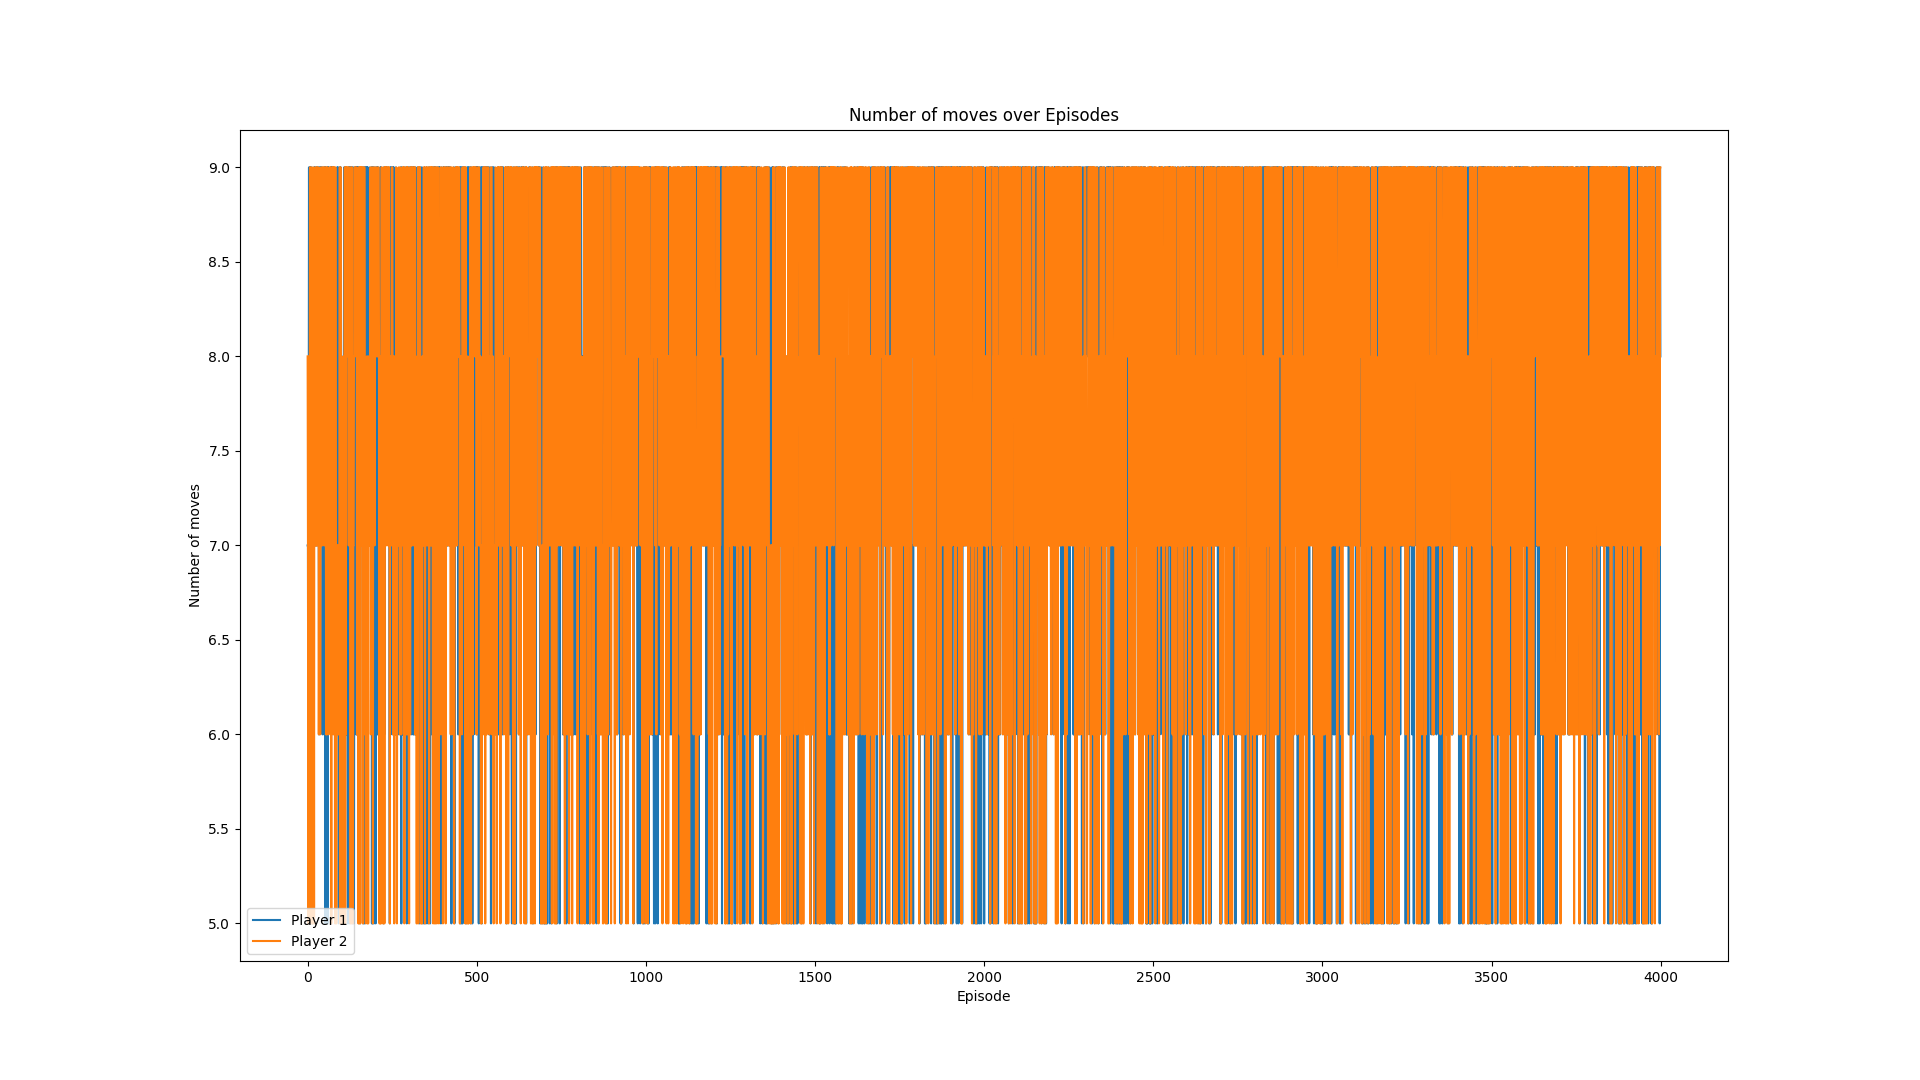 Number of moves over Episodes
Number of moves
9.0
8.5
8.0
7.5
7.0
6.5
6.0
5.5
5.0
Player 1
Player 2
0 500 1000 1500 2000 2500 3000 3500 4000
Episode